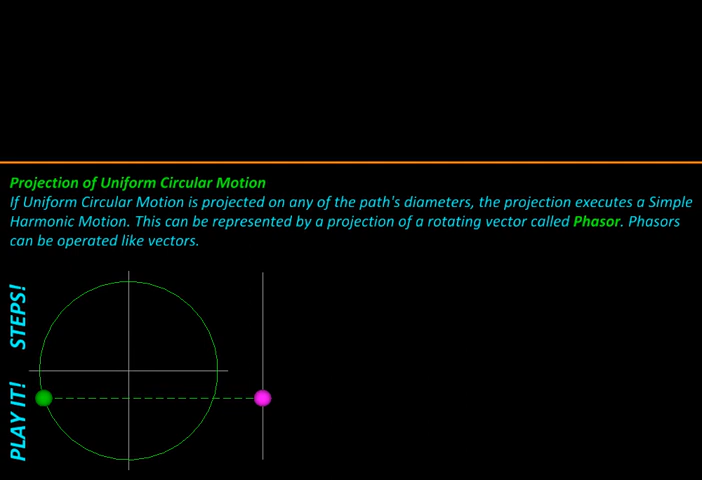 Projection of Uniform Circular Motion
If Uniform Circular Motion is projected on any of the path's diameters, the projection executes a Simple
Harmonic Motion. This can be represented by a projection of a rotating vector called Phasor. Phasors
can be operated like vectors.
PLAY IT! STEPS!